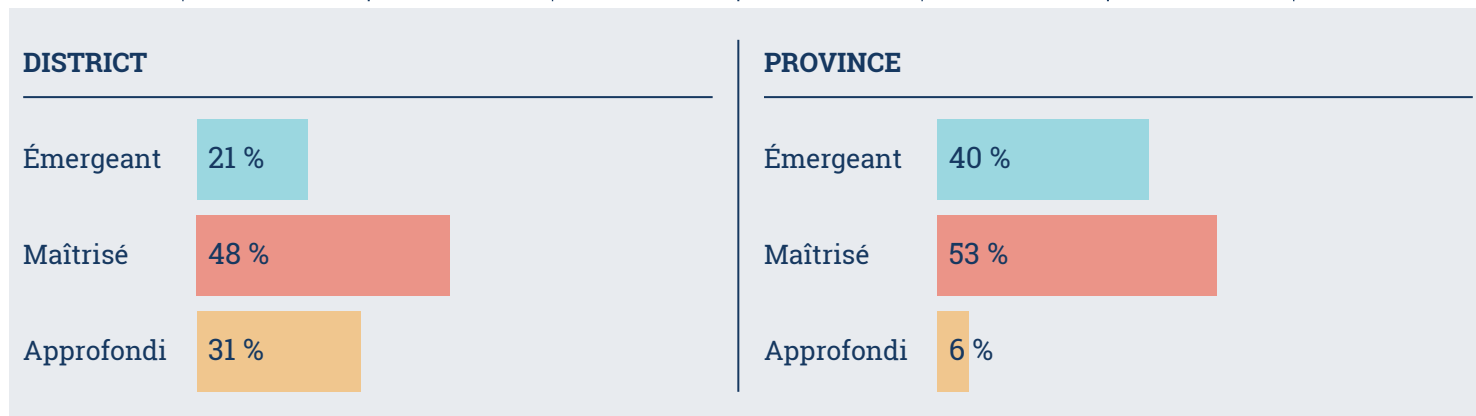 DISTRICT
Émergeant 21 %
Maîtrisé 48 %
Approfondi 31 %
PROVINCE
Émergeant 40 %
Maîtrisé 53 %
Approfondi 6 %